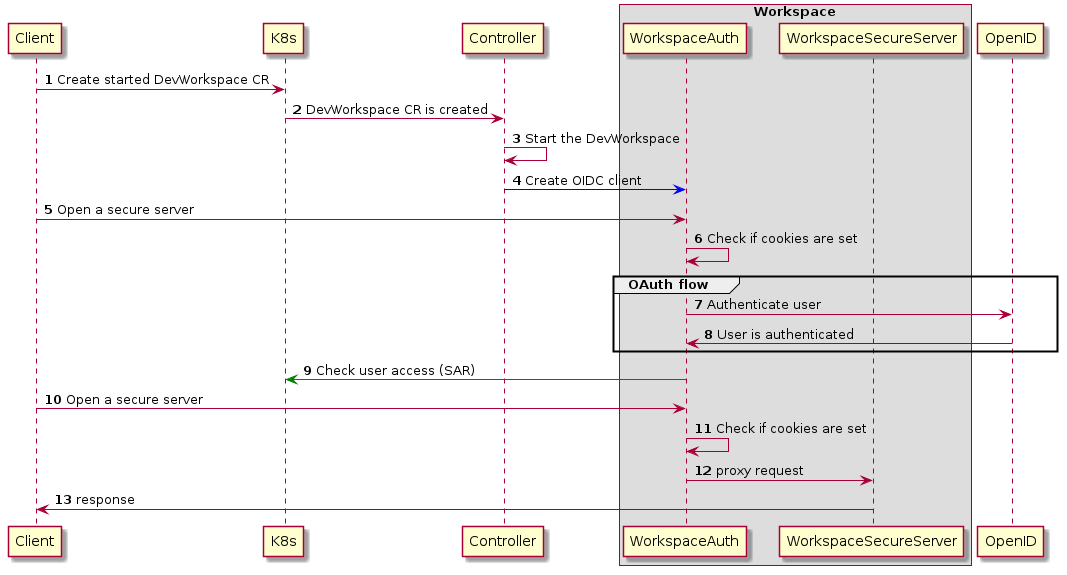 Workspace
Client
K8s
Controller
WorkspaceAuth
WorkspaceSecureServer
OpenID
1 Create started DevWorkspace CR
2 DevWorkspace CR is created
3 Start the DevWorkspace
4 Create OIDC client
5 Open a secure server
6 Check if cookies are set
OAuth flow
7 Authenticate user
8 User is authenticated
9 Check user access (SAR)
10 Open a secure server
11 Check if cookies are set
12 proxy request
13 response
Client
K8s
Controller
WorkspaceAuth
WorkspaceSecureServer
OpenID